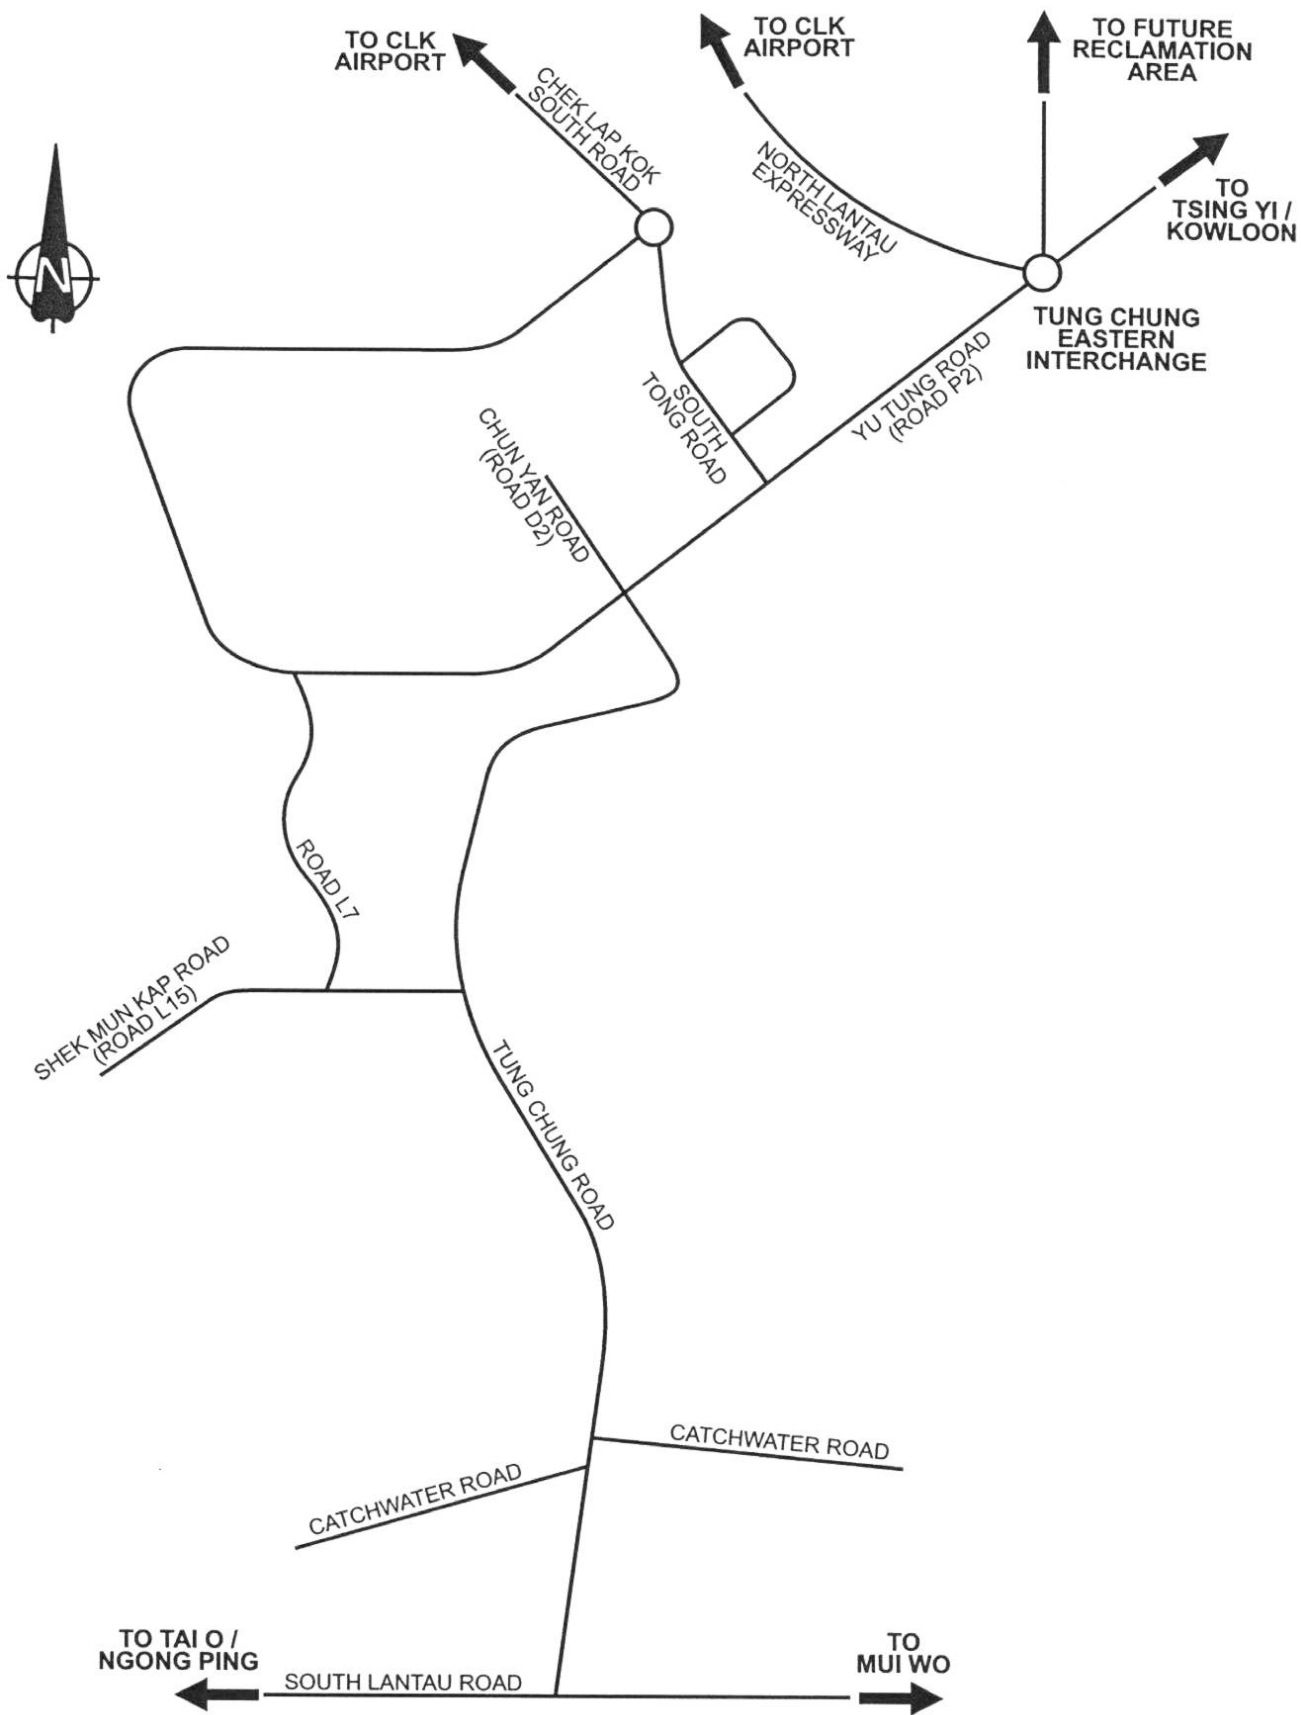 TO CLK
AIRPORT
TO CLK
AIRPORT
TO FUTURE
RECLAMATION
AREA
CHEK LAP KOK
SOUTH ROAD
NORTH LANTAU
EXPRESSWAY
TO
TSING YI /
KOWLOON
N
TUNG CHUNG
EASTERN
INTERCHANGE
YU TUNG ROAD
(ROAD P2)
SOUTH
TONG ROAD
CHUN YAN ROAD
(ROAD D2)
ROAD L7
SHEK MUN KAP ROAD
(ROAD L15)
TUNG CHUNG ROAD
CATCHWATER ROAD
CATCHWATER ROAD
TO TAI O /
NGONG PING
TO
MUI WO
SOUTH LANTAU ROAD